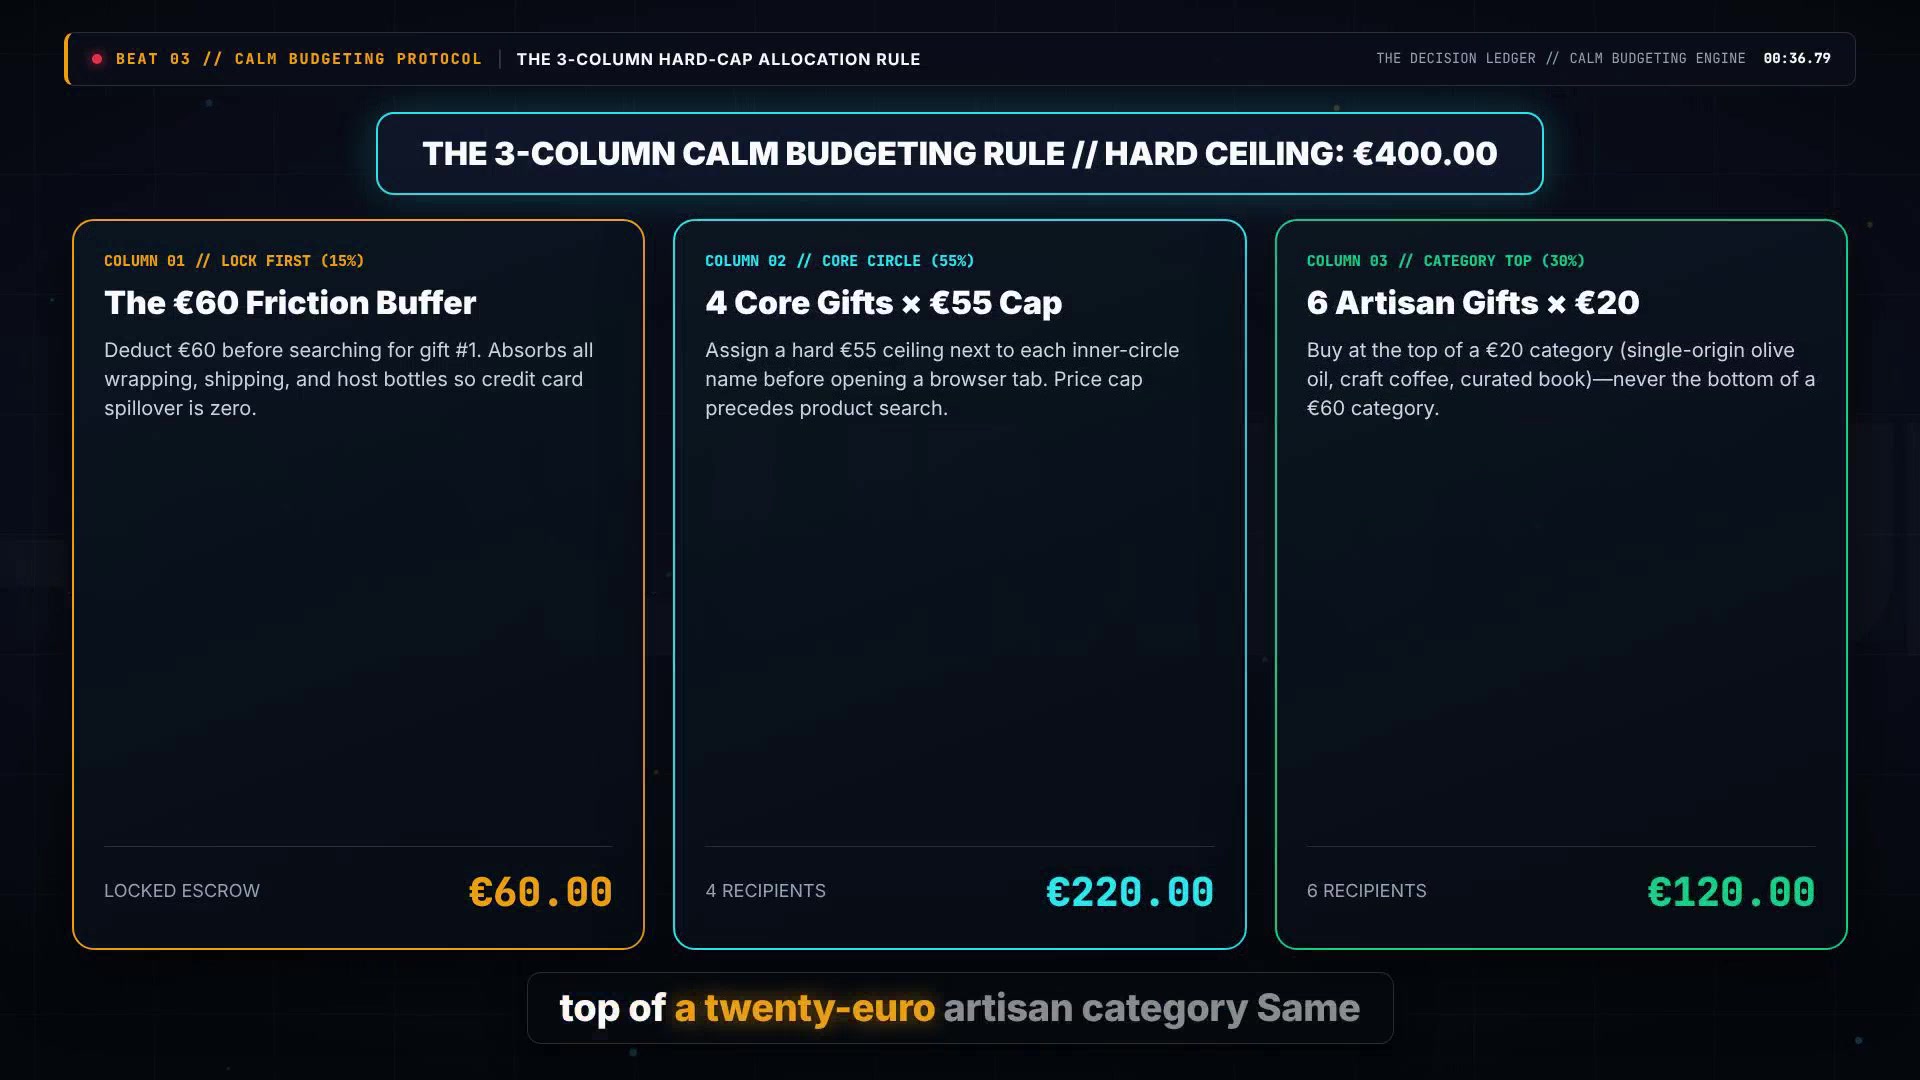 BEAT 03 // CALM BUDGETING PROTOCOL
THE 3-COLUMN HARD-CAP ALLOCATION RULE
THE DECISION LEDGER // CALM BUDGETING ENGINE 00:36.79
THE 3-COLUMN CALM BUDGETING RULE // HARD CEILING: €400.00
COLUMN 01 // LOCK FIRST (15%)
The €60 Friction Buffer
Deduct €60 before searching for gift #1. Absorbs all
wrapping, shipping, and host bottles so credit card
spillover is zero.
LOCKED ESCROW €60.00
COLUMN 02 // CORE CIRCLE (55%)
4 Core Gifts × €55 Cap
Assign a hard €55 ceiling next to each inner-circle
name before opening a browser tab. Price cap
precedes product search.
4 RECIPIENTS €220.00
COLUMN 03 // CATEGORY TOP (30%)
6 Artisan Gifts × €20
Buy at the top of a €20 category (single-origin olive
oil, craft coffee, curated book)—never the bottom of a
€60 category.
6 RECIPIENTS €120.00
top of a twenty-euro artisan category Same